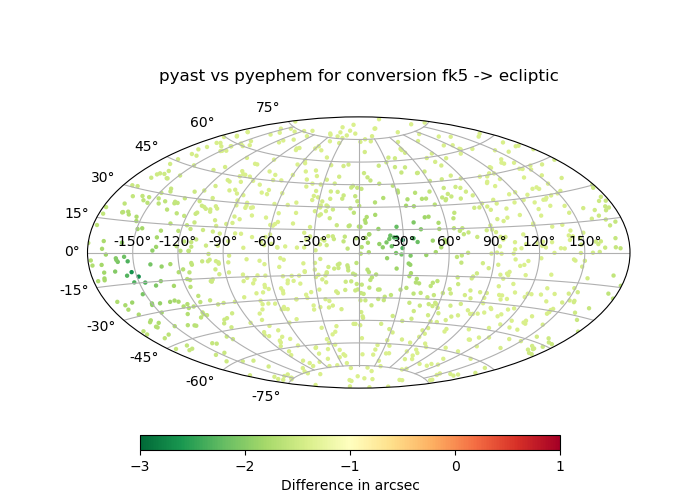 pyast vs pyephem for conversion fk5 -> ecliptic
75°
60°
45°
30°
15°
-150° -120° -90° -60° -30° 0° 30° 60° 90° 120° 150°
0°
-15°
-30°
-45°
-60°
-75°
−3 −2 −1 0 1
Difference in arcsec